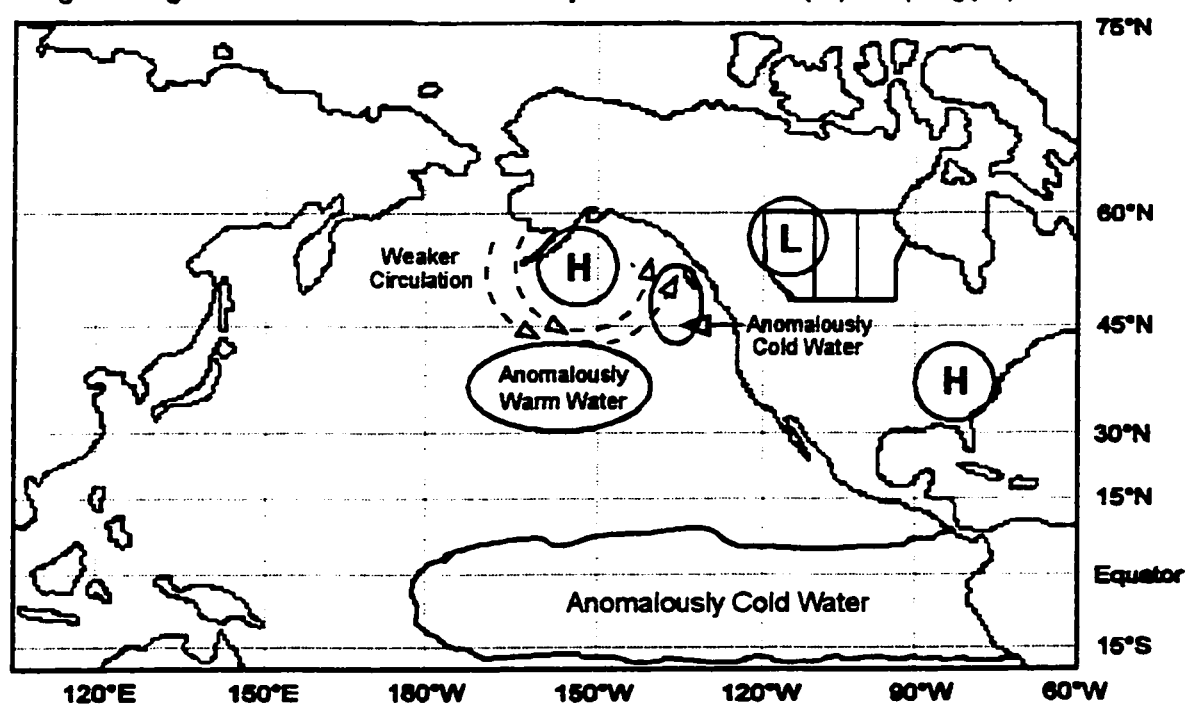 75°N
60°N
L
Weaker
Circulation
H
45°N
Anomalously
Cold Water
H
Anomalously
Warm Water
30°N
15°N
Equator
Anomalously Cold Water
15°S
120°E 150°E 180°W 150°W 120°W 90°W 60°W